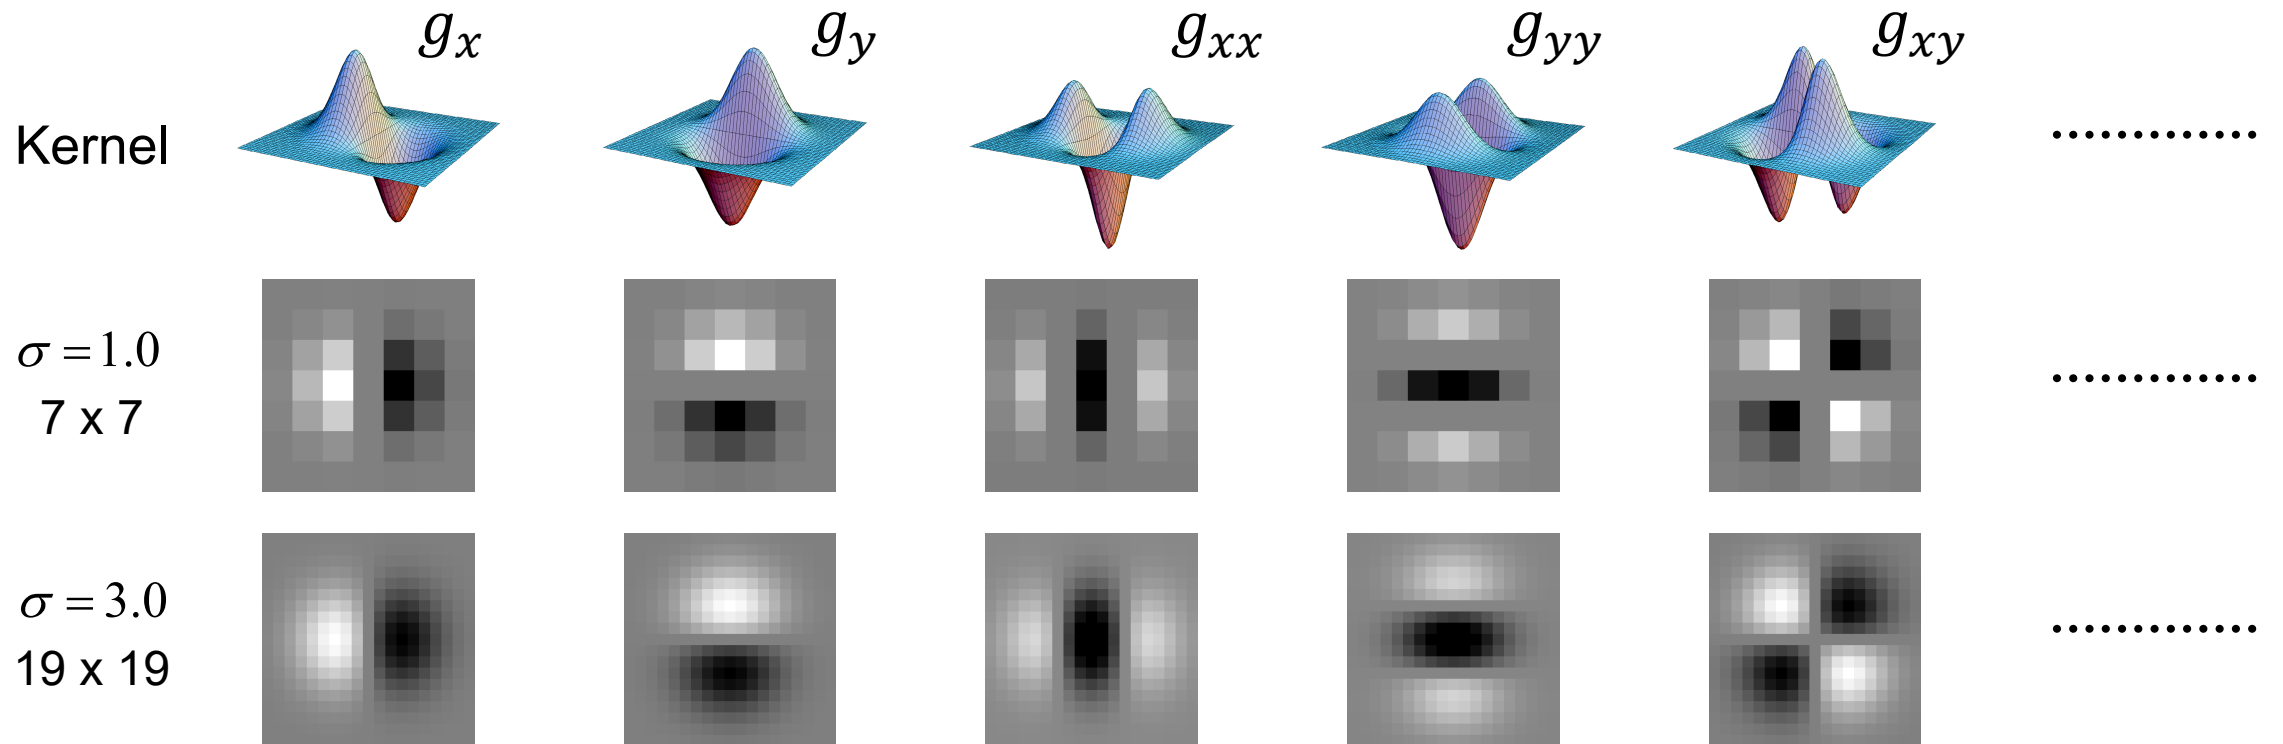 g_x g_y g_xx g_yy g_xy
Kernel .............
σ = 1.0
7 x 7 .............
σ = 3.0
19 x 19 .............